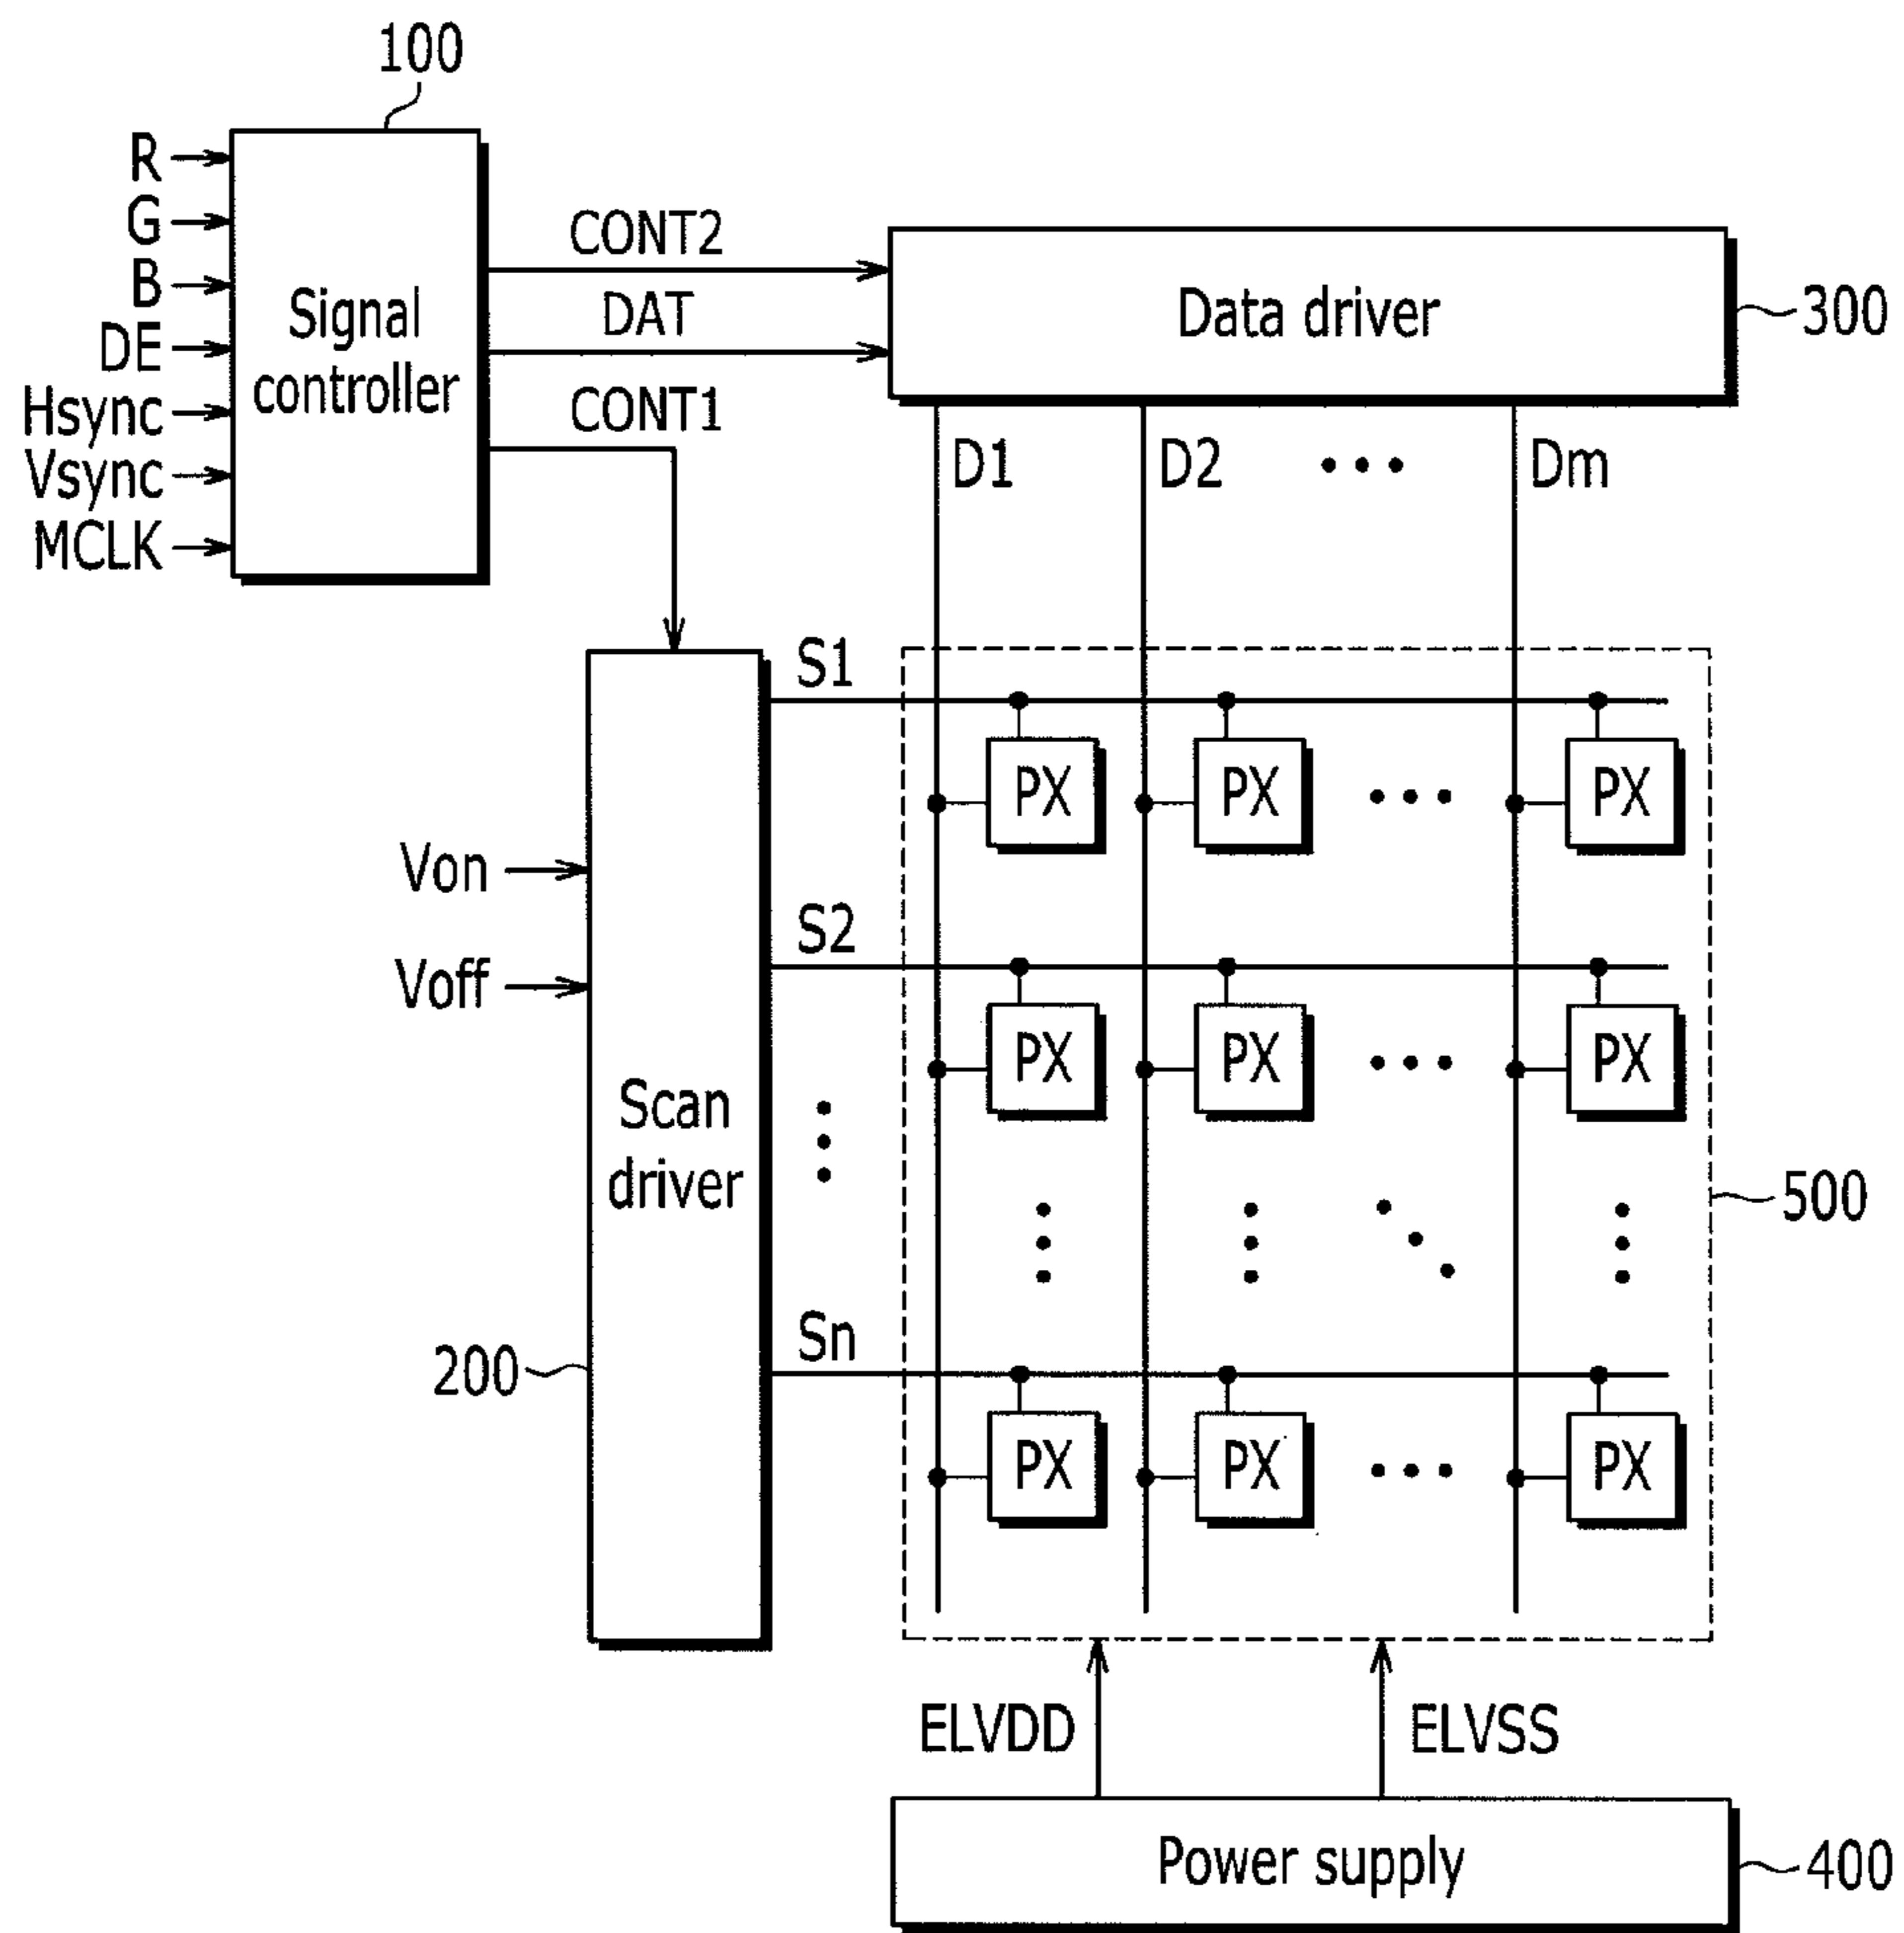 100
R
G
B
DE
Hsync
Vsync
MCLK
Signal
controller
CONT2
DAT
CONT1
Data driver
300
D1 D2 ••• Dm
S1
PX PX ••• PX
Von
Voff
S2
PX PX ••• PX
Scan
driver
500
200
Sn
PX PX ••• PX
ELVDD
ELVSS
Power supply
400